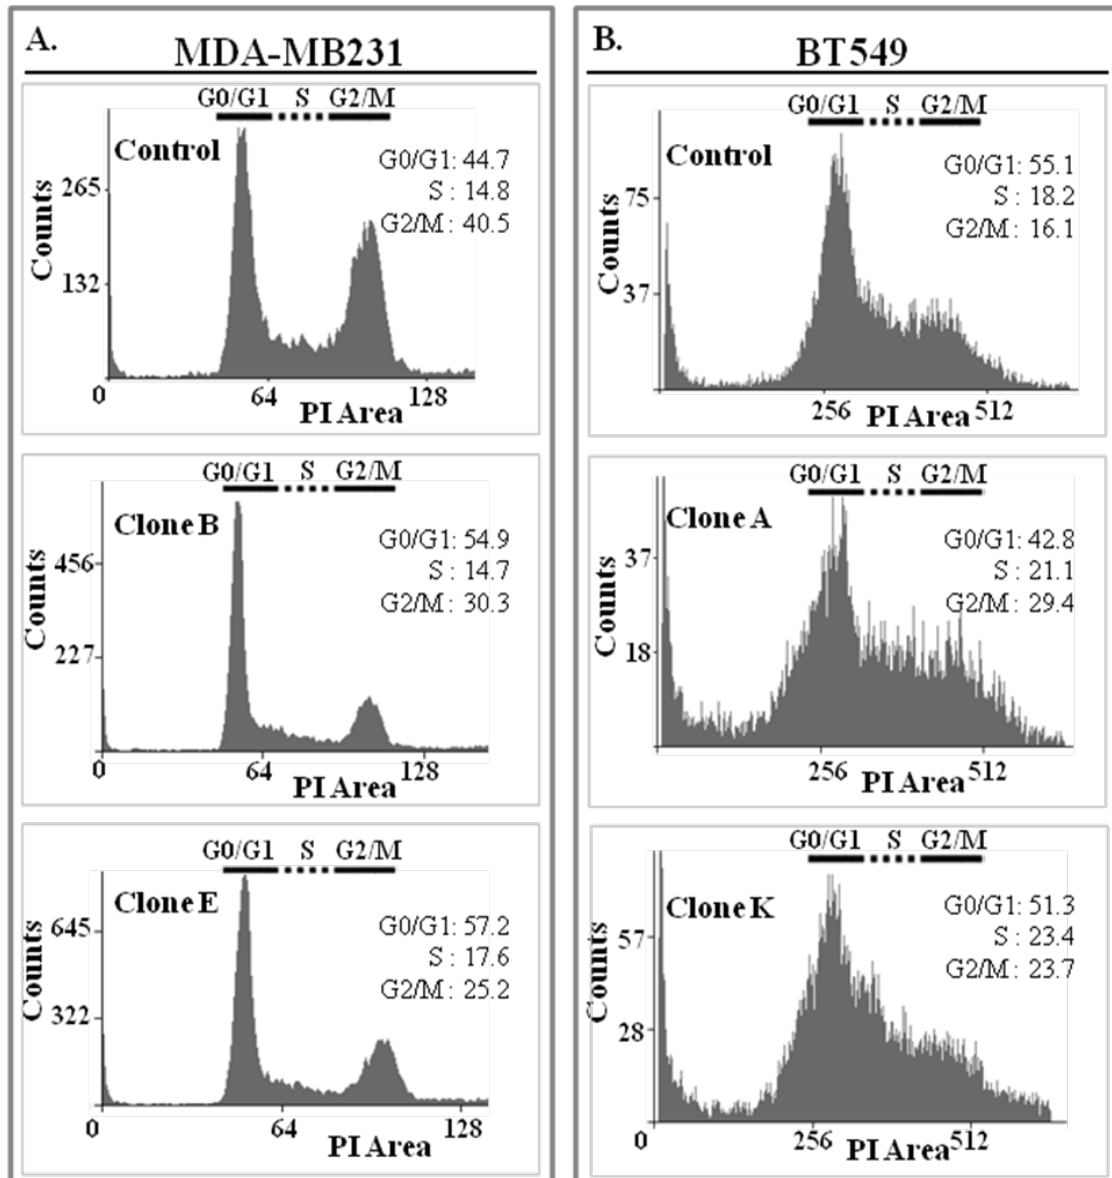 A.
MDA-MB231
G0/G1 S G2/M
Control
G0/G1: 44.7
S : 14.8
G2/M : 40.5
Counts
265
132
0 64 128
PI Area
G0/G1 S G2/M
Clone B
G0/G1: 54.9
S : 14.7
G2/M : 30.3
Counts
456
227
0 64 128
PI Area
G0/G1 S G2/M
Clone E
G0/G1: 57.2
S : 17.6
G2/M : 25.2
Counts
645
322
0 64 128
PI Area
B.
BT549
G0/G1 S G2/M
Control
G0/G1: 55.1
S : 18.2
G2/M : 16.1
Counts
75
37
256 512
PI Area
G0/G1 S G2/M
Clone A
G0/G1: 42.8
S : 21.1
G2/M : 29.4
Counts
37
18
256 512
PI Area
G0/G1 S G2/M
Clone K
G0/G1: 51.3
S : 23.4
G2/M : 23.7
Counts
57
28
0 256 512
PI Area